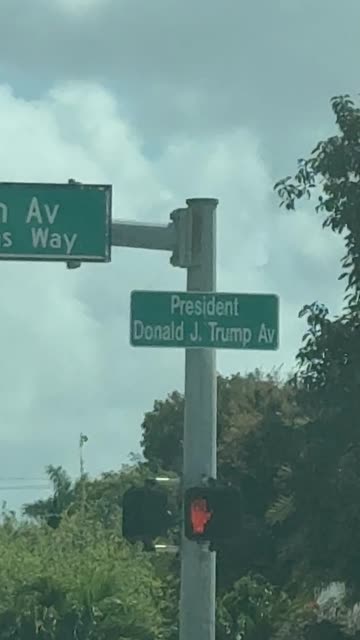 Av
Way
President
Donald J. Trump Av